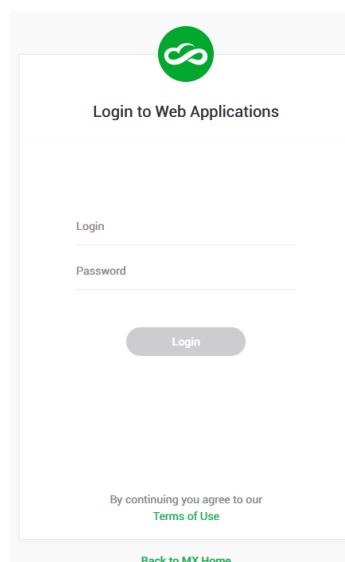 Login to Web Applications
Login
Password
Login
By continuing you agree to our
Terms of Use
Back to MX Home